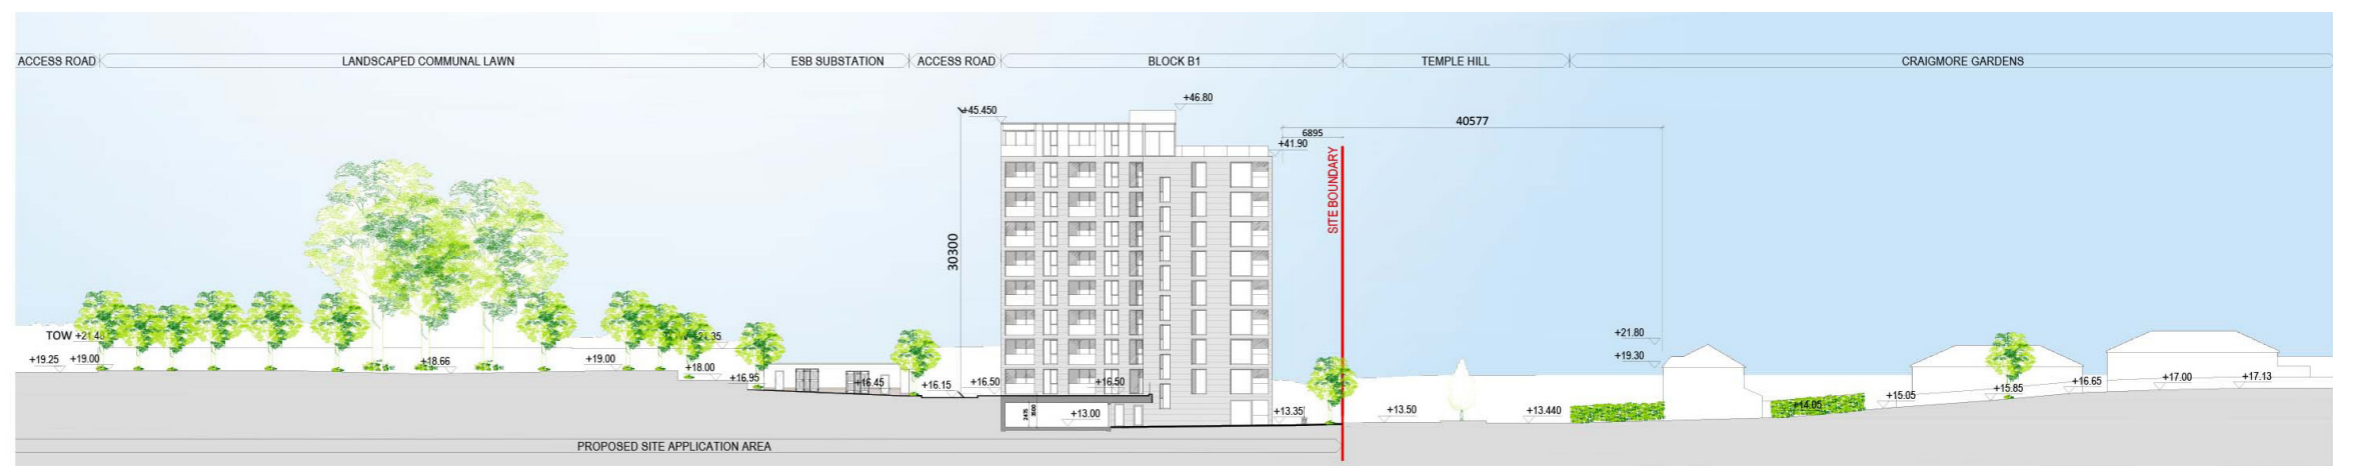 ACCESS ROAD
LANDSCAPED COMMUNAL LAWN
ESB SUBSTATION
ACCESS ROAD
BLOCK B1
TEMPLE HILL
CRAIGMORE GARDENS
+45.450
+46.80
40577
6895
+41.90
SITE BOUNDARY
30300
TOW +21.48
+21.35
+21.80
+19.25
+19.00
+18.66
+19.00
+18.00
+16.95
+16.45
+16.15
+16.50
+16.50
+19.30
+13.00
+13.35
+13.50
+13.440
+14.05
+15.05
+15.85
+16.65
+17.00
+17.13
PROPOSED SITE APPLICATION AREA